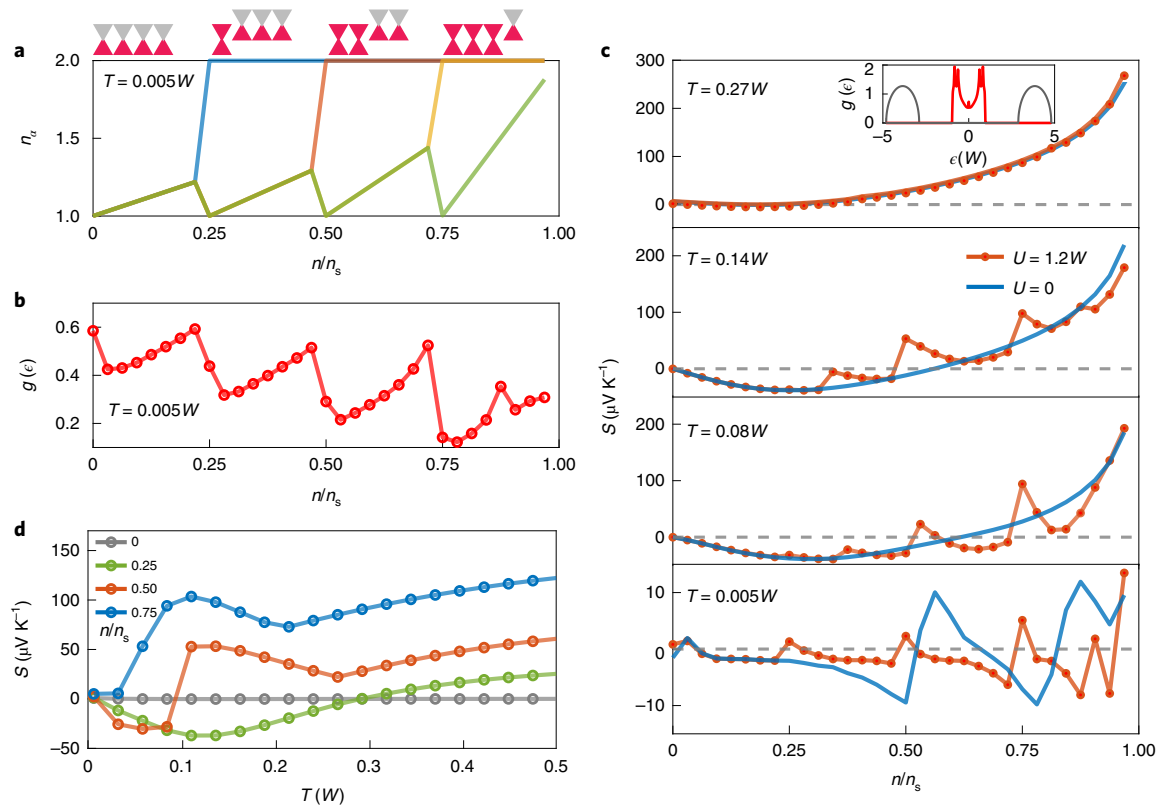 a
T = 0.005W
2.0
1.5
1.0
nα
0
0.25
0.50
0.75
1.00
n/ns
b
0.6
0.4
0.2
g (ϵ)
T = 0.005W
0
0.25
0.50
0.75
1.00
n/ns
d
0
0.25
0.50
0.75
n/ns
150
100
50
0
−50
S (μV K−1)
0
0.1
0.2
0.3
0.4
0.5
T (W)
c
300
200
100
0
T = 0.27W
g (ϵ)
2
1
0
−5
0
5
ϵ(W)
200
100
0
T = 0.14W
U = 1.2W
U = 0
S (μV K−1)
200
100
0
T = 0.08W
10
0
−10
T = 0.005W
0
0.25
0.50
0.75
1.00
n/ns